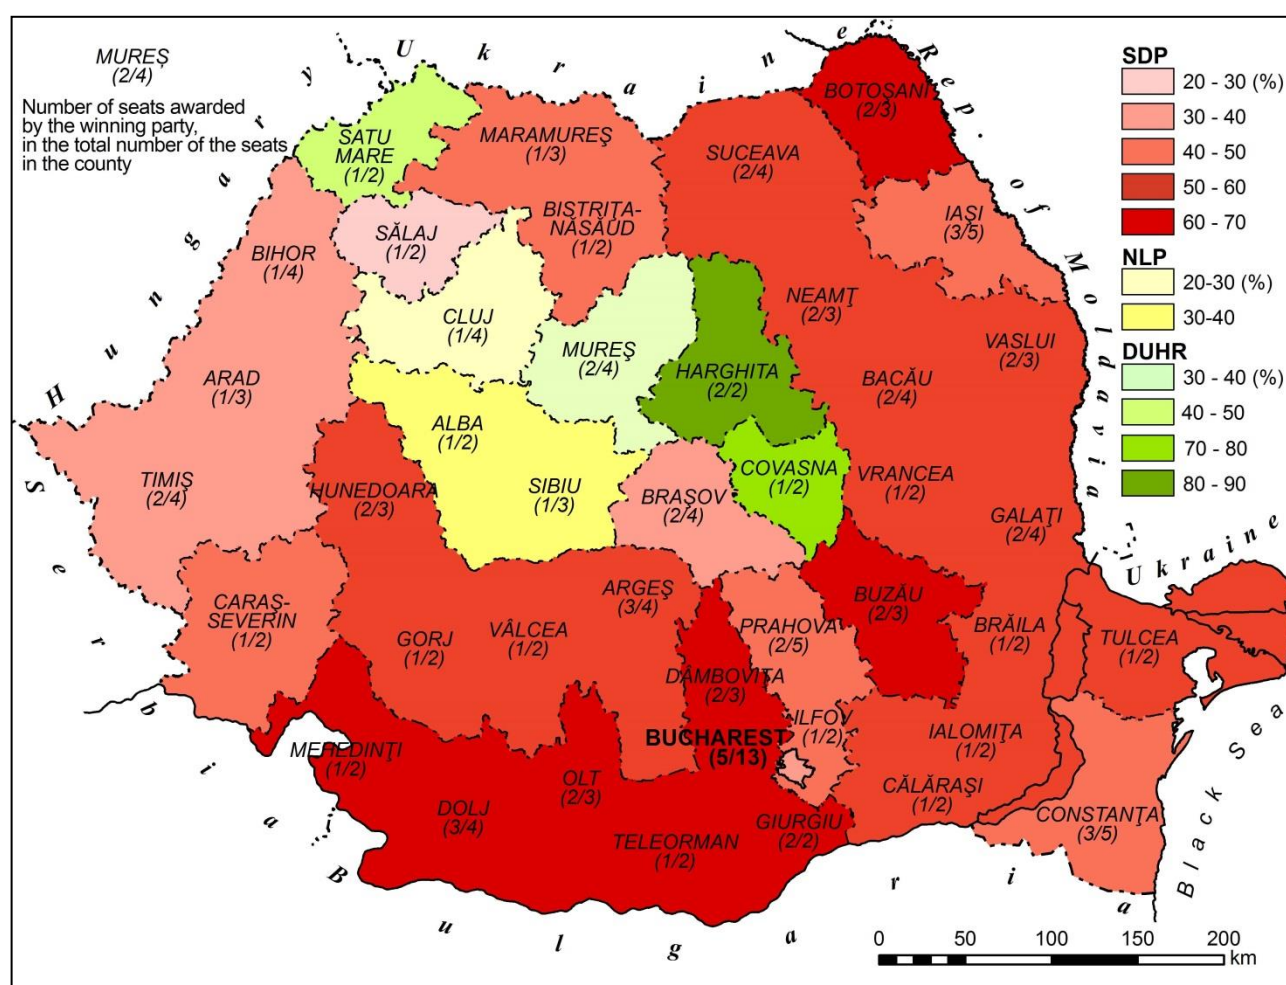 MUREŞ
(2/4)
Number of seats awarded
by the winning party,
in the total number of the seats
in the county
Hungary
Ukraine
Rep. of Moldavia
Ukraine
Black Sea
Bulgaria
Serbia
SDP
20 - 30 (%)
30 - 40
40 - 50
50 - 60
60 - 70
NLP
20-30 (%)
30-40
DUHR
30 - 40 (%)
40 - 50
70 - 80
80 - 90
BOTOŞANI
(2/3)
SATU
MARE
(1/2)
MARAMUREŞ
(1/3)
SUCEAVA
(2/4)
IAŞI
(3/5)
BIHOR
(1/4)
SĂLAJ
(1/2)
BISTRIŢA-
NĂSĂUD
(1/2)
CLUJ
(1/4)
MUREŞ
(2/4)
HARGHITA
(2/2)
NEAMŢ
(2/3)
VASLUI
(2/3)
BACĂU
(2/4)
ARAD
(1/3)
ALBA
(1/2)
TIMIŞ
(2/4)
HUNEDOARA
(2/3)
SIBIU
(1/3)
BRAŞOV
(2/4)
COVASNA
(1/2)
VRANCEA
(1/2)
GALAŢI
(2/4)
CARAŞ-
SEVERIN
(1/2)
GORJ
(1/2)
VÂLCEA
(1/2)
ARGEŞ
(3/4)
PRAHOVA
(2/5)
BUZĂU
(2/3)
BRĂILA
(1/2)
TULCEA
(1/2)
DÂMBOVIŢA
(2/3)
MEHEDINŢI
(1/2)
BUCHAREST
(5/13)
ILFOV
(1/2)
IALOMIŢA
(1/2)
CĂLĂRAŞI
(1/2)
CONSTANŢA
(3/5)
DOLJ
(3/4)
OLT
(2/3)
TELEORMAN
(1/2)
GIURGIU
(2/2)
0 50 100 150 200
km